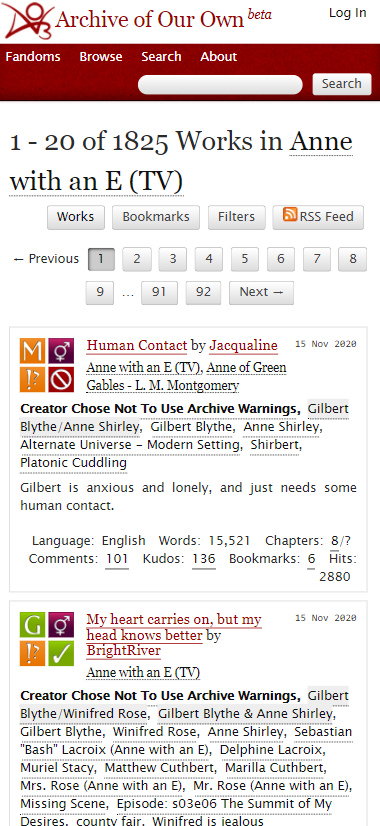 Archive of Our Own beta
Log In
Fandoms Browse Search About
Search
1 - 20 of 1825 Works in Anne
with an E (TV)
Works Bookmarks Filters RSS Feed
← Previous 1 2 3 4 5 6 7 8
9 … 91 92 Next →
M
Human Contact by Jacqualine 15 Nov 2020
!?
Anne with an E (TV), Anne of Green
Gables - L. M. Montgomery
Creator Chose Not To Use Archive Warnings, Gilbert
Blythe/Anne Shirley, Gilbert Blythe, Anne Shirley,
Alternate Universe – Modern Setting, Shirbert,
Platonic Cuddling
Gilbert is anxious and lonely, and just needs some
human contact.
Language: English Words: 15,521 Chapters: 8/?
Comments: 101 Kudos: 136 Bookmarks: 6 Hits:
2880
G
My heart carries on, but my 15 Nov 2020
head knows better by
!?
BrightRiver
Anne with an E (TV)
Creator Chose Not To Use Archive Warnings, Gilbert
Blythe/Winifred Rose, Gilbert Blythe & Anne Shirley,
Gilbert Blythe, Winifred Rose, Anne Shirley, Sebastian
"Bash" Lacroix (Anne with an E), Delphine Lacroix,
Muriel Stacy, Matthew Cuthbert, Marilla Cuthbert,
Mrs. Rose (Anne with an E), Mr. Rose (Anne with an E),
Missing Scene, Episode: s03e06 The Summit of My
Desires, county fair, Winifred is jealous